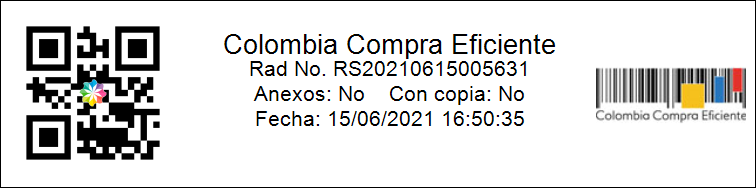 Colombia Compra Eficiente
Rad No. RS20210615005631
Anexos: No Con copia: No
Fecha: 15/06/2021 16:50:35
Colombia Compra Eficiente